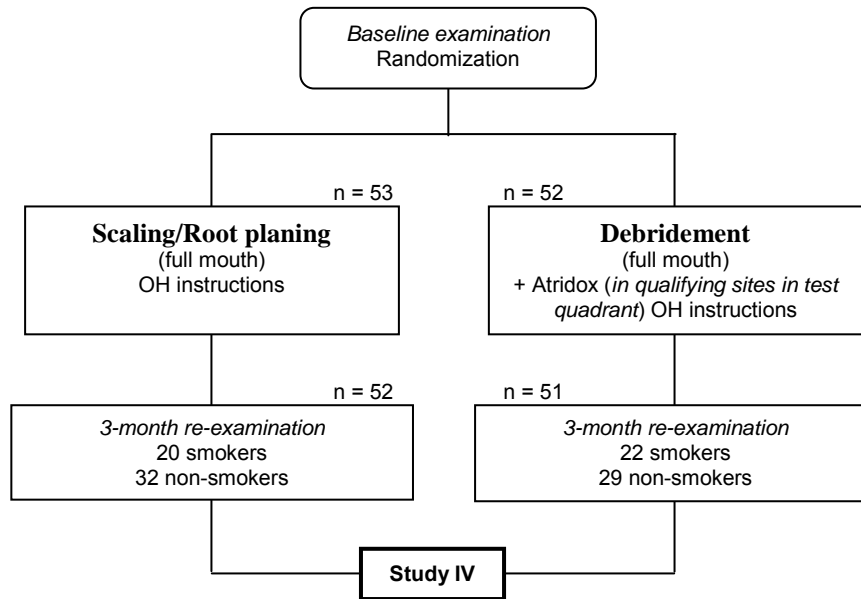 Baseline examination
Randomization
n = 53
Scaling/Root planing
(full mouth)
OH instructions
n = 52
Debridement
(full mouth)
+ Atridox (in qualifying sites in test
quadrant) OH instructions
n = 52
3-month re-examination
20 smokers
32 non-smokers
n = 51
3-month re-examination
22 smokers
29 non-smokers
Study IV